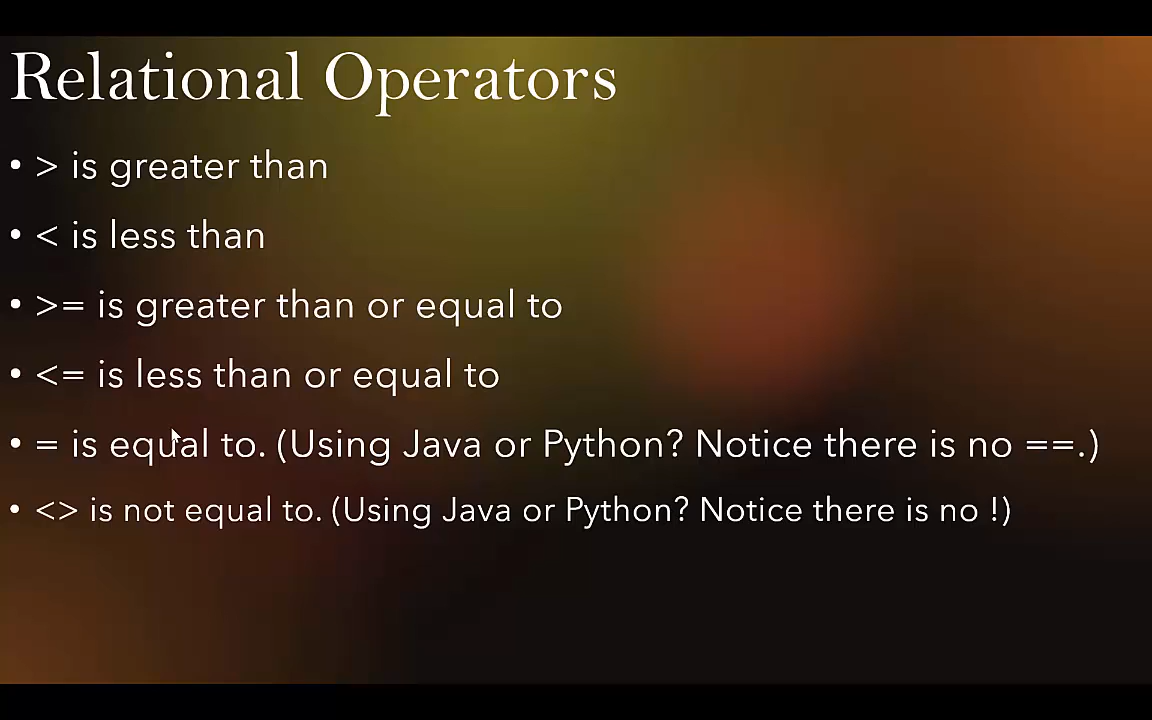 Relational Operators
• > is greater than
• < is less than
• >= is greater than or equal to
• <= is less than or equal to
• = is equal to. (Using Java or Python? Notice there is no ==.)
• <> is not equal to. (Using Java or Python? Notice there is no !)